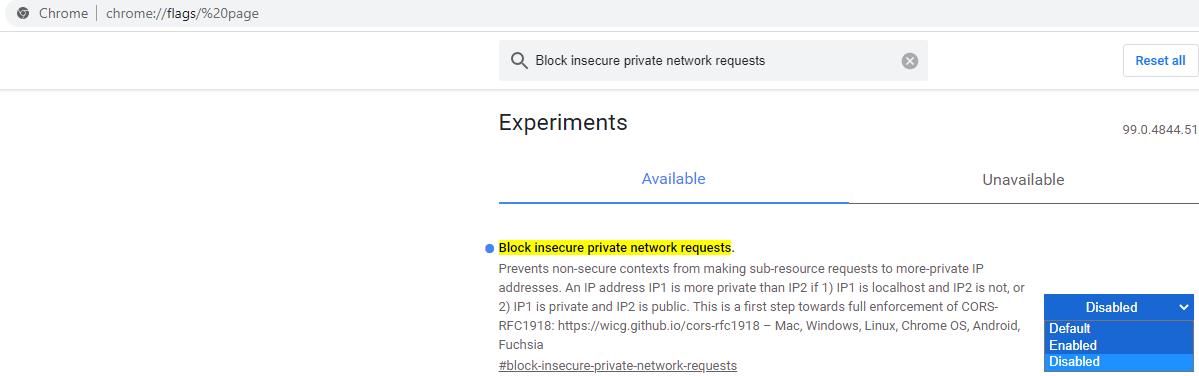 Chrome | chrome://flags/%20page
Block insecure private network requests
Reset all
Experiments
99.0.4844.51
Available
Unavailable
Block insecure private network requests.
Prevents non-secure contexts from making sub-resource requests to more-private IP
addresses. An IP address IP1 is more private than IP2 if 1) IP1 is localhost and IP2 is not, or
2) IP1 is private and IP2 is public. This is a first step towards full enforcement of CORS-
RFC1918: https://wicg.github.io/cors-rfc1918 – Mac, Windows, Linux, Chrome OS, Android,
Fuchsia
#block-insecure-private-network-requests
Disabled
Default
Enabled
Disabled